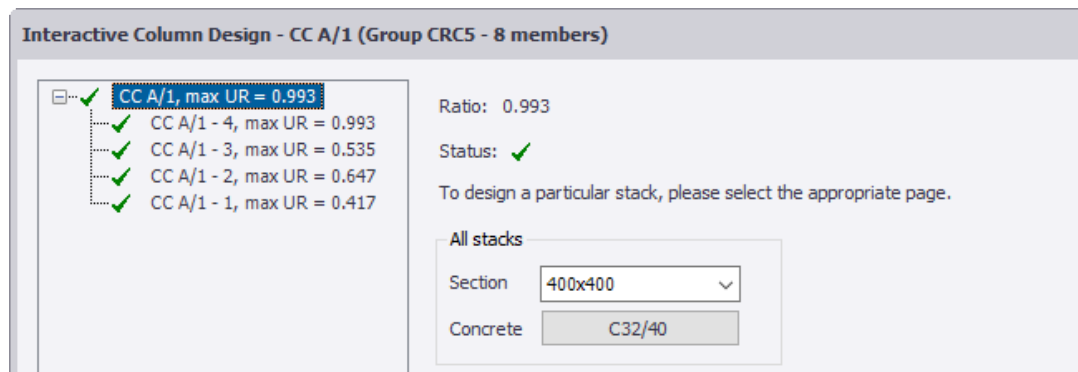 Interactive Column Design - CC A/1 (Group CRC5 - 8 members)
CC A/1, max UR = 0.993
CC A/1 - 4, max UR = 0.993
CC A/1 - 3, max UR = 0.535
CC A/1 - 2, max UR = 0.647
CC A/1 - 1, max UR = 0.417
Ratio: 0.993
Status:
To design a particular stack, please select the appropriate page.
All stacks
Section 400x400
Concrete C32/40